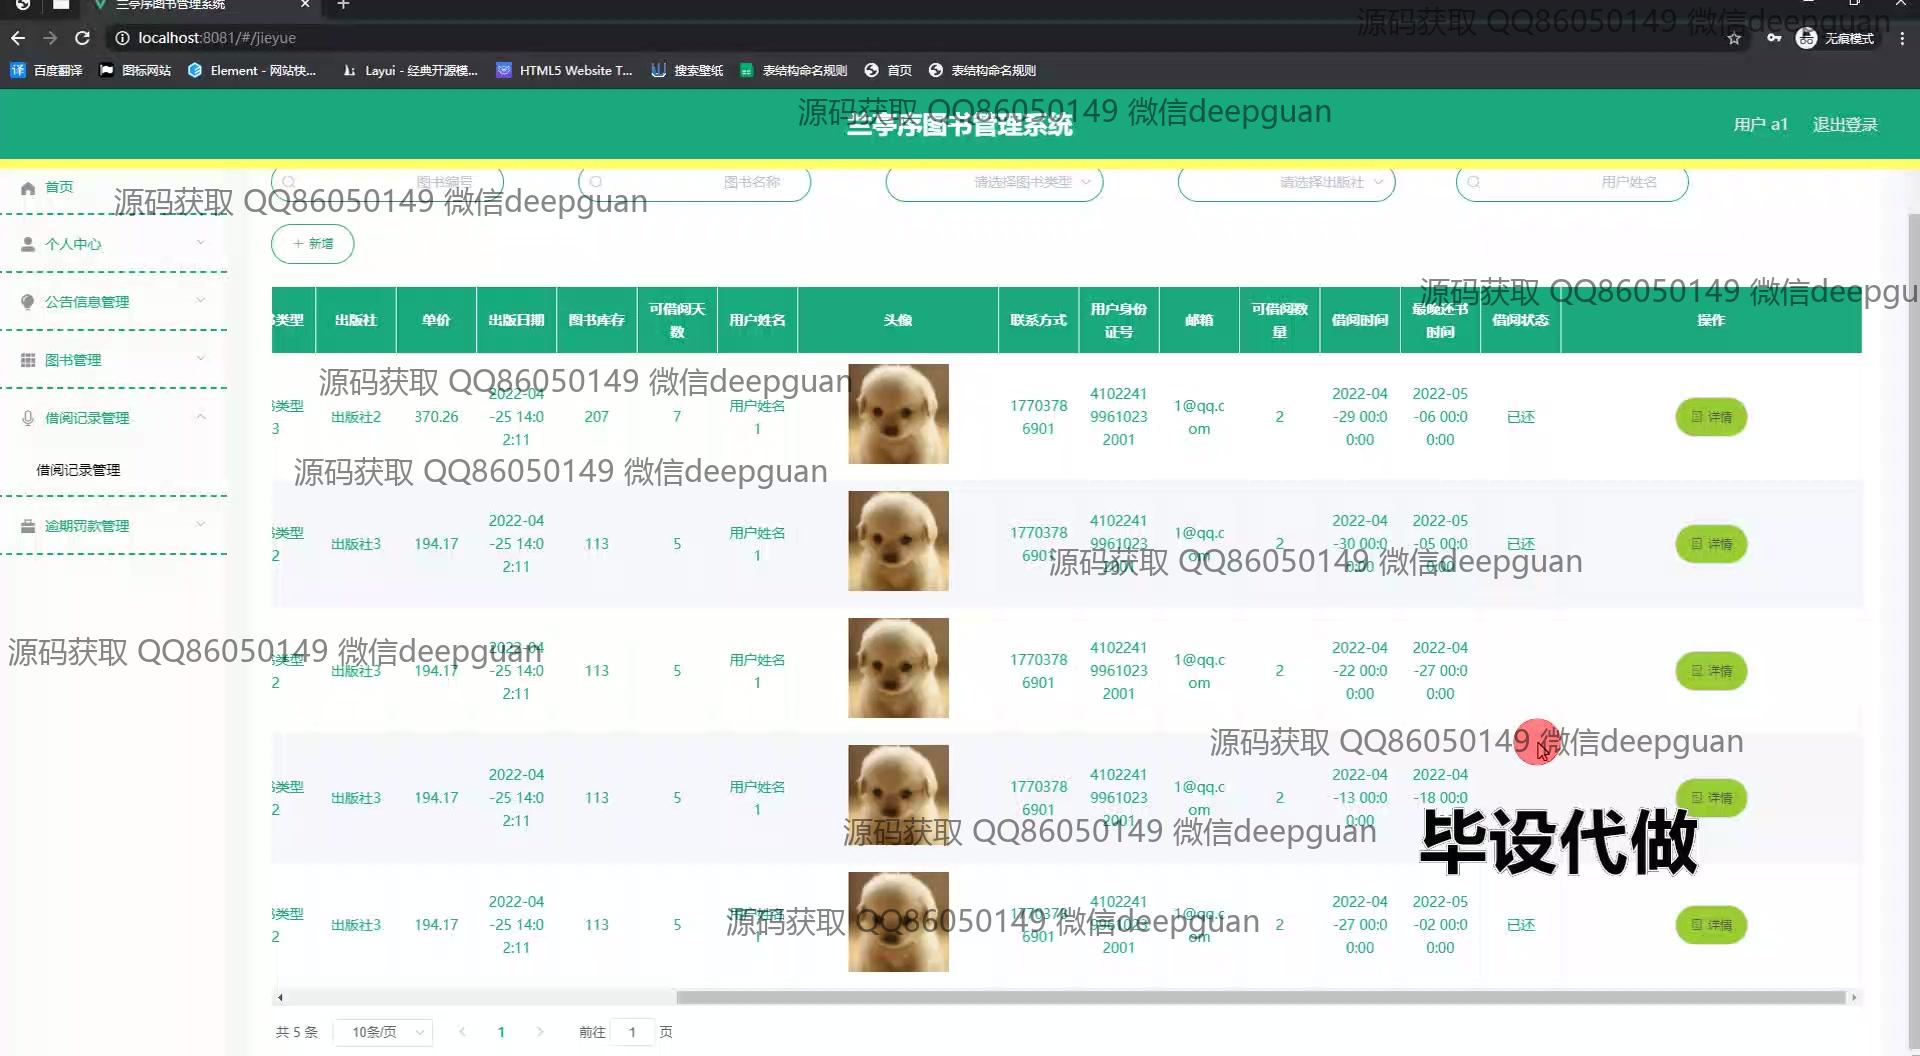 兰亭序图书管理系统
localhost:8081/#/jieyue
无痕模式
百度翻译
图标网站
Element - 网站快...
Layui - 经典开源模...
HTML5 Website T...
搜索壁纸
表结构命名规则
首页
表结构命名规则
源码获取 QQ86050149 微信deepguan
源码获取 QQ86050149 微信deepguan
兰亭序图书管理系统
用户 a1
退出登录
首页
个人中心
公告信息管理
图书管理
借阅记录管理
借阅记录管理
逾期罚款管理
图书编号
图书名称
请选择图书类型
请选择出版社
用户姓名
源码获取 QQ86050149 微信deepguan
+ 新增
源码获取 QQ86050149 微信deepgu
类型 出版社 单价 出版日期 图书库存 可借阅天数 用户姓名 头像 联系方式 用户身份证号 邮箱 可借阅数量 借阅时间 最晚还书时间 借阅状态 操作
源码获取 QQ86050149 微信deepguan
类型3 出版社2 370.26 2022-04-25 14:02:11 207 7 用户姓名1 17703786901 410224199610232001 1@qq.com 2 2022-04-29 00:00:00 2022-05-06 00:00:00 已还 详情
源码获取 QQ86050149 微信deepguan
类型2 出版社3 194.17 2022-04-25 14:02:11 113 5 用户姓名1 17703786901 410224199610232001 1@qq.com 2 2022-04-30 00:00:00 2022-05-05 00:00:00 已还 详情
源码获取 QQ86050149 微信deepguan
源码获取 QQ86050149 微信deepguan
类型2 出版社3 194.17 2022-04-25 14:02:11 113 5 用户姓名1 17703786901 410224199610232001 1@qq.com 2 2022-04-22 00:00:00 2022-04-27 00:00:00 详情
源码获取 QQ86050149 微信deepguan
类型2 出版社3 194.17 2022-04-25 14:02:11 113 5 用户姓名1 17703786901 410224199610232001 1@qq.com 2 2022-04-13 00:00:00 2022-04-18 00:0 详情
源码获取 QQ86050149 微信deepguan
毕设代做
类型2 出版社3 194.17 2022-04-25 14:02:11 113 5 用户姓名1 17703786901 410224199610232001 1@qq.com 2 2022-04-27 00:00:00 2022-05-02 00:00:00 已还 详情
源码获取 QQ86050149 微信deepguan
共 5 条 10条/页 1 前往 1 页